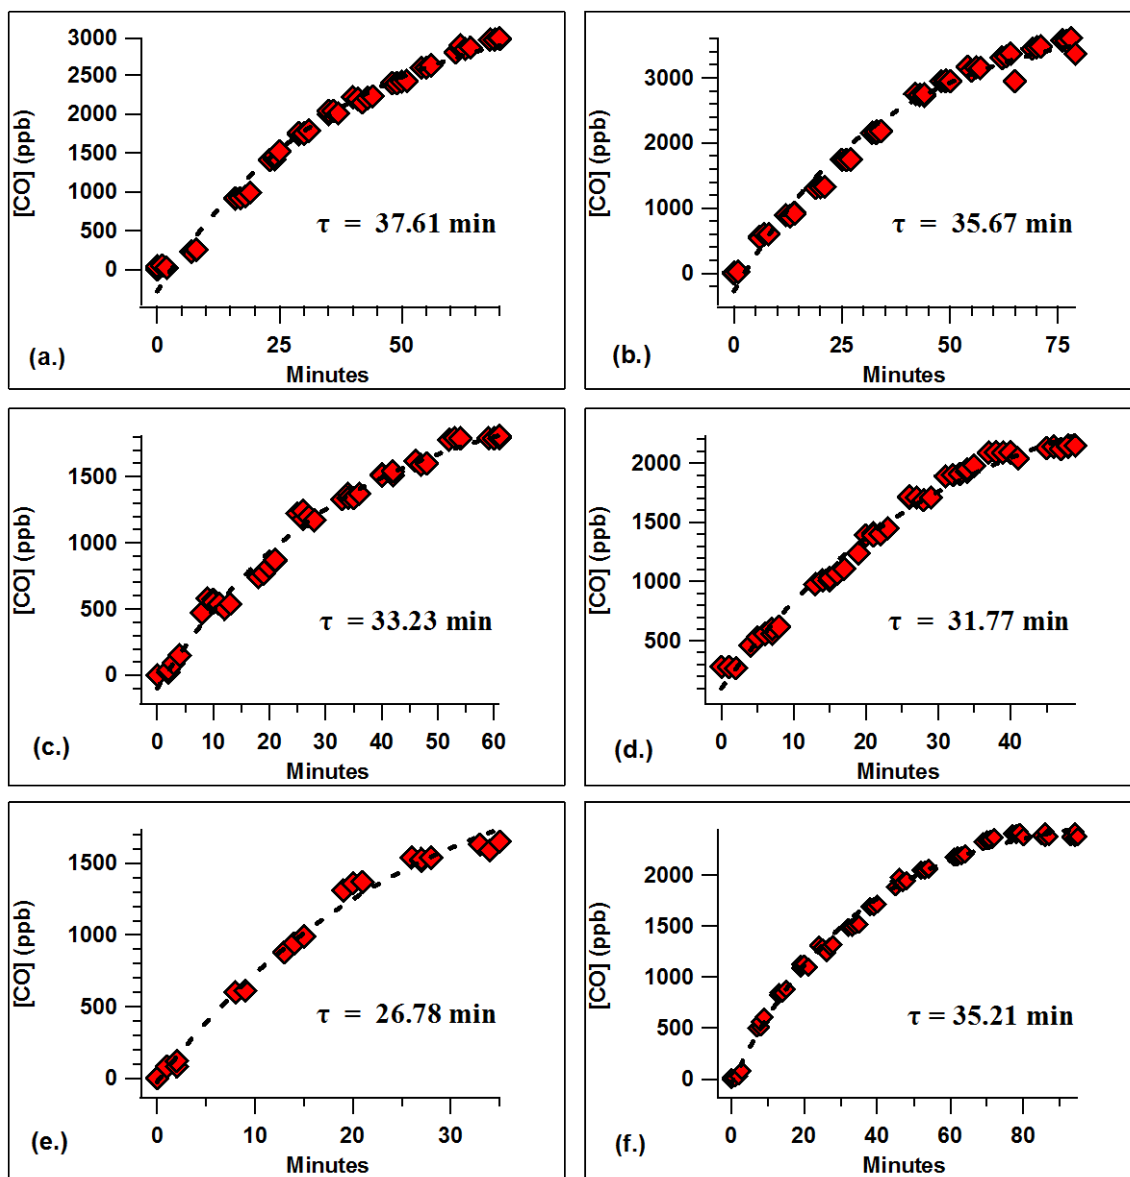 3000
2500
2000
1500
1000
500
0
[CO] (ppb)
τ = 37.61 min
0 25 50
Minutes
(a.)
3000
2000
1000
0
[CO] (ppb)
τ = 35.67 min
0 25 50 75
Minutes
(b.)
1500
1000
500
0
[CO] (ppb)
τ = 33.23 min
0 10 20 30 40 50 60
Minutes
(c.)
2000
1500
1000
500
[CO] (ppb)
τ = 31.77 min
0 10 20 30 40
Minutes
(d.)
1500
1000
500
0
[CO] (ppb)
τ = 26.78 min
0 10 20 30
Minutes
(e.)
2000
1500
1000
500
0
[CO] (ppb)
τ = 35.21 min
0 20 40 60 80
Minutes
(f.)